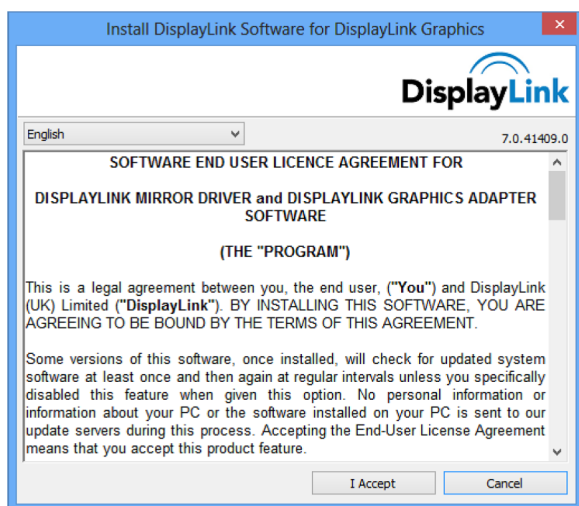 Install DisplayLink Software for DisplayLink Graphics
DisplayLink
English
7.0.41409.0
SOFTWARE END USER LICENCE AGREEMENT FOR
DISPLAYLINK MIRROR DRIVER and DISPLAYLINK GRAPHICS ADAPTER
SOFTWARE
(THE "PROGRAM")
This is a legal agreement between you, the end user, ("You") and DisplayLink
(UK) Limited ("DisplayLink"). BY INSTALLING THIS SOFTWARE, YOU ARE
AGREEING TO BE BOUND BY THE TERMS OF THIS AGREEMENT.
Some versions of this software, once installed, will check for updated system
software at least once and then again at regular intervals unless you specifically
disabled this feature when given this option. No personal information or
information about your PC or the software installed on your PC is sent to our
update servers during this process. Accepting the End-User License Agreement
means that you accept this product feature.
I Accept
Cancel